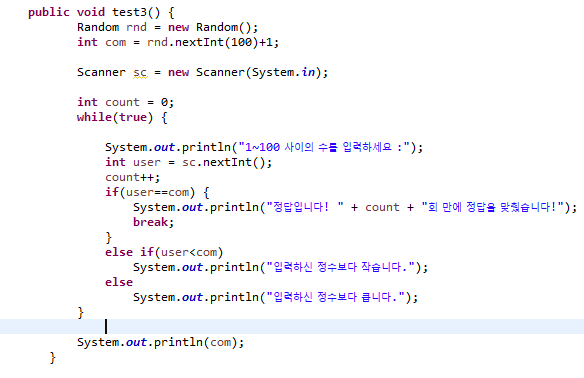 public void test3() {
Random rnd = new Random();
int com = rnd.nextInt(100)+1;
Scanner sc = new Scanner(System.in);
int count = 0;
while(true) {
System.out.println("1~100 사이의 수를 입력하세요 :");
int user = sc.nextInt();
count++;
if(user==com) {
System.out.println("정답입니다! " + count + "회 만에 정답을 맞췄습니다!");
break;
}
else if(user<com)
System.out.println("입력하신 정수보다 작습니다.");
else
System.out.println("입력하신 정수보다 큽니다.");
}
System.out.println(com);
}